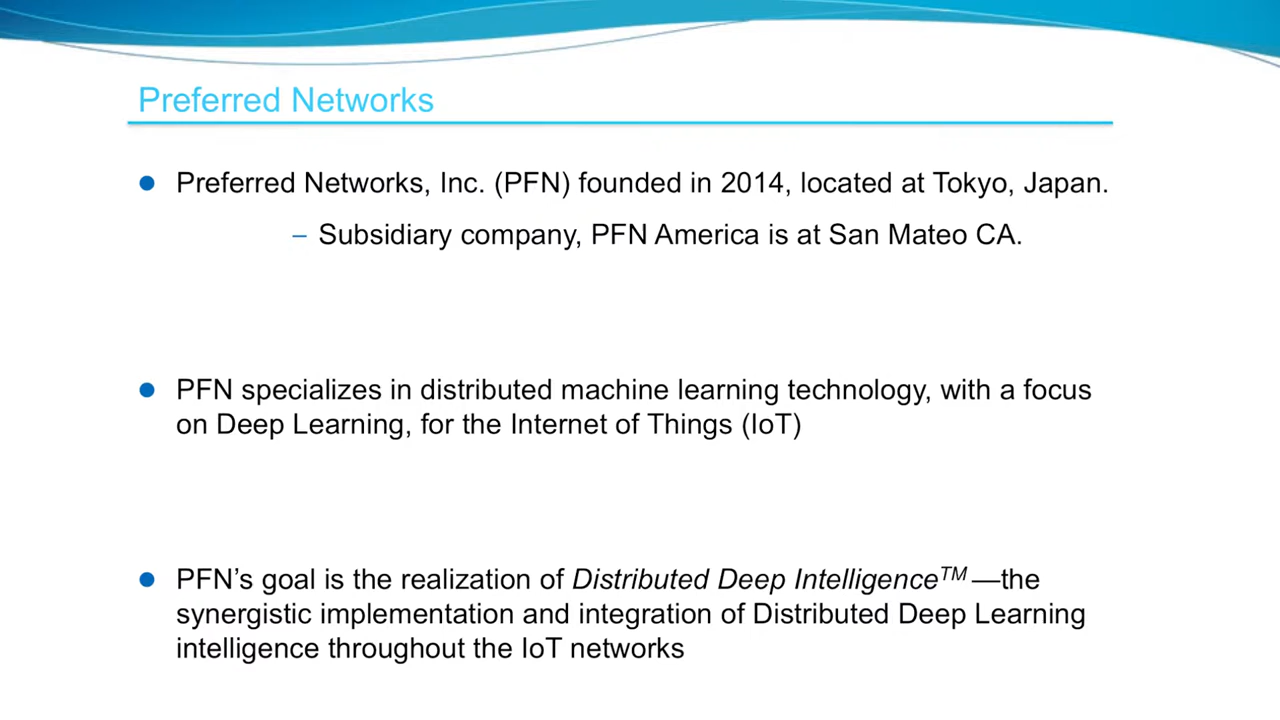 Preferred Networks
Preferred Networks, Inc. (PFN) founded in 2014, located at Tokyo, Japan.
– Subsidiary company, PFN America is at San Mateo CA.
PFN specializes in distributed machine learning technology, with a focus
on Deep Learning, for the Internet of Things (IoT)
PFN’s goal is the realization of Distributed Deep Intelligence™ —the
synergistic implementation and integration of Distributed Deep Learning
intelligence throughout the IoT networks